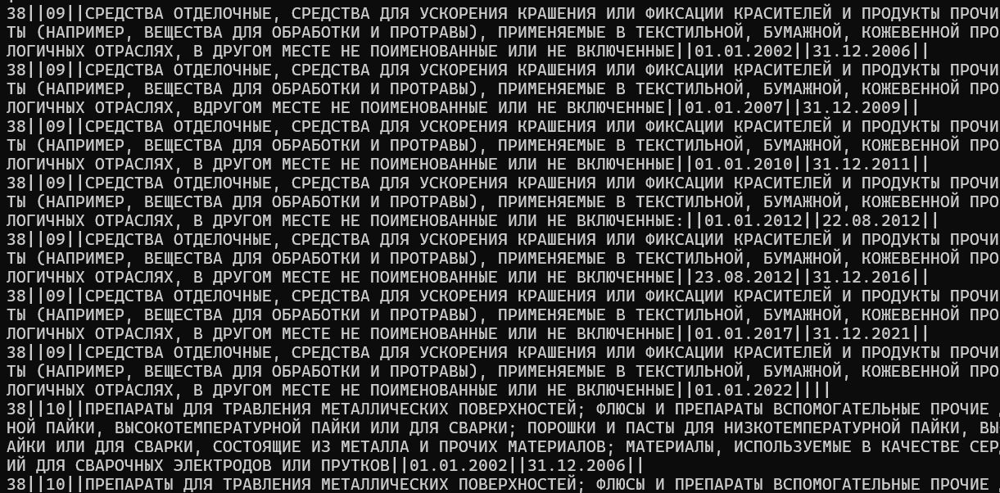 38||09||СРЕДСТВА ОТДЕЛОЧНЫЕ, СРЕДСТВА ДЛЯ УСКОРЕНИЯ КРАШЕНИЯ ИЛИ ФИКСАЦИИ КРАСИТЕЛЕЙ И ПРОДУКТЫ ПРОЧИ
ТЫ (НАПРИМЕР, ВЕЩЕСТВА ДЛЯ ОБРАБОТКИ И ПРОТРАВЫ), ПРИМЕНЯЕМЫЕ В ТЕКСТИЛЬНОЙ, БУМАЖНОЙ, КОЖЕВЕННОЙ ПРО
ЛОГИЧНЫХ ОТРАСЛЯХ, В ДРУГОМ МЕСТЕ НЕ ПОИМЕНОВАННЫЕ ИЛИ НЕ ВКЛЮЧЕННЫЕ||01.01.2002||31.12.2006||
38||09||СРЕДСТВА ОТДЕЛОЧНЫЕ, СРЕДСТВА ДЛЯ УСКОРЕНИЯ КРАШЕНИЯ ИЛИ ФИКСАЦИИ КРАСИТЕЛЕЙ И ПРОДУКТЫ ПРОЧИ
ТЫ (НАПРИМЕР, ВЕЩЕСТВА ДЛЯ ОБРАБОТКИ И ПРОТРАВЫ), ПРИМЕНЯЕМЫЕ В ТЕКСТИЛЬНОЙ, БУМАЖНОЙ, КОЖЕВЕННОЙ ПРО
ЛОГИЧНЫХ ОТРАСЛЯХ, ВДРУГОМ МЕСТЕ НЕ ПОИМЕНОВАННЫЕ ИЛИ НЕ ВКЛЮЧЕННЫЕ||01.01.2007||31.12.2009||
38||09||СРЕДСТВА ОТДЕЛОЧНЫЕ, СРЕДСТВА ДЛЯ УСКОРЕНИЯ КРАШЕНИЯ ИЛИ ФИКСАЦИИ КРАСИТЕЛЕЙ И ПРОДУКТЫ ПРОЧИ
ТЫ (НАПРИМЕР, ВЕЩЕСТВА ДЛЯ ОБРАБОТКИ И ПРОТРАВЫ), ПРИМЕНЯЕМЫЕ В ТЕКСТИЛЬНОЙ, БУМАЖНОЙ, КОЖЕВЕННОЙ ПРО
ЛОГИЧНЫХ ОТРАСЛЯХ, В ДРУГОМ МЕСТЕ НЕ ПОИМЕНОВАННЫЕ ИЛИ НЕ ВКЛЮЧЕННЫЕ||01.01.2010||31.12.2011||
38||09||СРЕДСТВА ОТДЕЛОЧНЫЕ, СРЕДСТВА ДЛЯ УСКОРЕНИЯ КРАШЕНИЯ ИЛИ ФИКСАЦИИ КРАСИТЕЛЕЙ И ПРОДУКТЫ ПРОЧИ
ТЫ (НАПРИМЕР, ВЕЩЕСТВА ДЛЯ ОБРАБОТКИ И ПРОТРАВЫ), ПРИМЕНЯЕМЫЕ В ТЕКСТИЛЬНОЙ, БУМАЖНОЙ, КОЖЕВЕННОЙ ПРО
ЛОГИЧНЫХ ОТРАСЛЯХ, В ДРУГОМ МЕСТЕ НЕ ПОИМЕНОВАННЫЕ ИЛИ НЕ ВКЛЮЧЕННЫЕ:||01.01.2012||22.08.2012||
38||09||СРЕДСТВА ОТДЕЛОЧНЫЕ, СРЕДСТВА ДЛЯ УСКОРЕНИЯ КРАШЕНИЯ ИЛИ ФИКСАЦИИ КРАСИТЕЛЕЙ И ПРОДУКТЫ ПРОЧИ
ТЫ (НАПРИМЕР, ВЕЩЕСТВА ДЛЯ ОБРАБОТКИ И ПРОТРАВЫ), ПРИМЕНЯЕМЫЕ В ТЕКСТИЛЬНОЙ, БУМАЖНОЙ, КОЖЕВЕННОЙ ПРО
ЛОГИЧНЫХ ОТРАСЛЯХ, В ДРУГОМ МЕСТЕ НЕ ПОИМЕНОВАННЫЕ ИЛИ НЕ ВКЛЮЧЕННЫЕ||23.08.2012||31.12.2016||
38||09||СРЕДСТВА ОТДЕЛОЧНЫЕ, СРЕДСТВА ДЛЯ УСКОРЕНИЯ КРАШЕНИЯ ИЛИ ФИКСАЦИИ КРАСИТЕЛЕЙ И ПРОДУКТЫ ПРОЧИ
ТЫ (НАПРИМЕР, ВЕЩЕСТВА ДЛЯ ОБРАБОТКИ И ПРОТРАВЫ), ПРИМЕНЯЕМЫЕ В ТЕКСТИЛЬНОЙ, БУМАЖНОЙ, КОЖЕВЕННОЙ ПРО
ЛОГИЧНЫХ ОТРАСЛЯХ, В ДРУГОМ МЕСТЕ НЕ ПОИМЕНОВАННЫЕ ИЛИ НЕ ВКЛЮЧЕННЫЕ||01.01.2017||31.12.2021||
38||09||СРЕДСТВА ОТДЕЛОЧНЫЕ, СРЕДСТВА ДЛЯ УСКОРЕНИЯ КРАШЕНИЯ ИЛИ ФИКСАЦИИ КРАСИТЕЛЕЙ И ПРОДУКТЫ ПРОЧИ
ТЫ (НАПРИМЕР, ВЕЩЕСТВА ДЛЯ ОБРАБОТКИ И ПРОТРАВЫ), ПРИМЕНЯЕМЫЕ В ТЕКСТИЛЬНОЙ, БУМАЖНОЙ, КОЖЕВЕННОЙ ПРО
ЛОГИЧНЫХ ОТРАСЛЯХ, В ДРУГОМ МЕСТЕ НЕ ПОИМЕНОВАННЫЕ ИЛИ НЕ ВКЛЮЧЕННЫЕ||01.01.2022||||
38||10||ПРЕПАРАТЫ ДЛЯ ТРАВЛЕНИЯ МЕТАЛЛИЧЕСКИХ ПОВЕРХНОСТЕЙ; ФЛЮСЫ И ПРЕПАРАТЫ ВСПОМОГАТЕЛЬНЫЕ ПРОЧИЕ
НОЙ ПАЙКИ, ВЫСОКОТЕМПЕРАТУРНОЙ ПАЙКИ ИЛИ ДЛЯ СВАРКИ; ПОРОШКИ И ПАСТЫ ДЛЯ НИЗКОТЕМПЕРАТУРНОЙ ПАЙКИ, ВЫ
АЙКИ ИЛИ ДЛЯ СВАРКИ, СОСТОЯЩИЕ ИЗ МЕТАЛЛА И ПРОЧИХ МАТЕРИАЛОВ; МАТЕРИАЛЫ, ИСПОЛЬЗУЕМЫЕ В КАЧЕСТВЕ СЕР
ИЙ ДЛЯ СВАРОЧНЫХ ЭЛЕКТРОДОВ ИЛИ ПРУТКОВ||01.01.2002||31.12.2006||
38||10||ПРЕПАРАТЫ ДЛЯ ТРАВЛЕНИЯ МЕТАЛЛИЧЕСКИХ ПОВЕРХНОСТЕЙ; ФЛЮСЫ И ПРЕПАРАТЫ ВСПОМОГАТЕЛЬНЫЕ ПРОЧИЕ